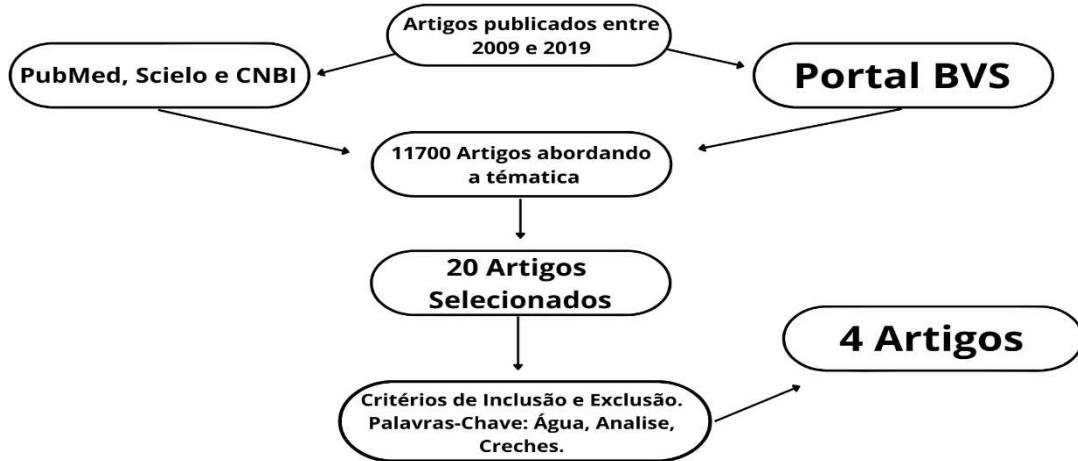 Artigos publicados entre
2009 e 2019
PubMed, Scielo e CNBI
Portal BVS
11700 Artigos abordando
a tématica
20 Artigos
Selecionados
4 Artigos
Critérios de Inclusão e Exclusão.
Palavras-Chave: Água, Analise,
Creches.